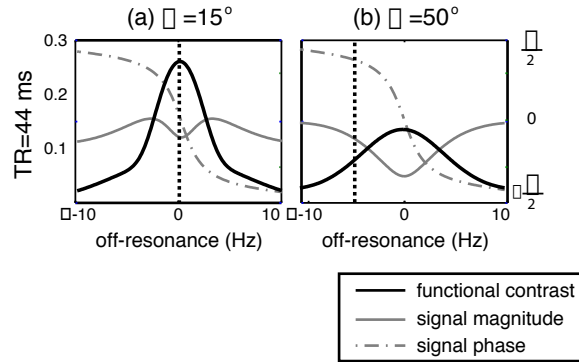 (a) =15°
(b) =50°
0.3
0.2
0.1
TR=44 ms
-10 0 10
-10 0 10
off-resonance (Hz)
off-resonance (Hz)
2
0
2
functional contrast
signal magnitude
signal phase